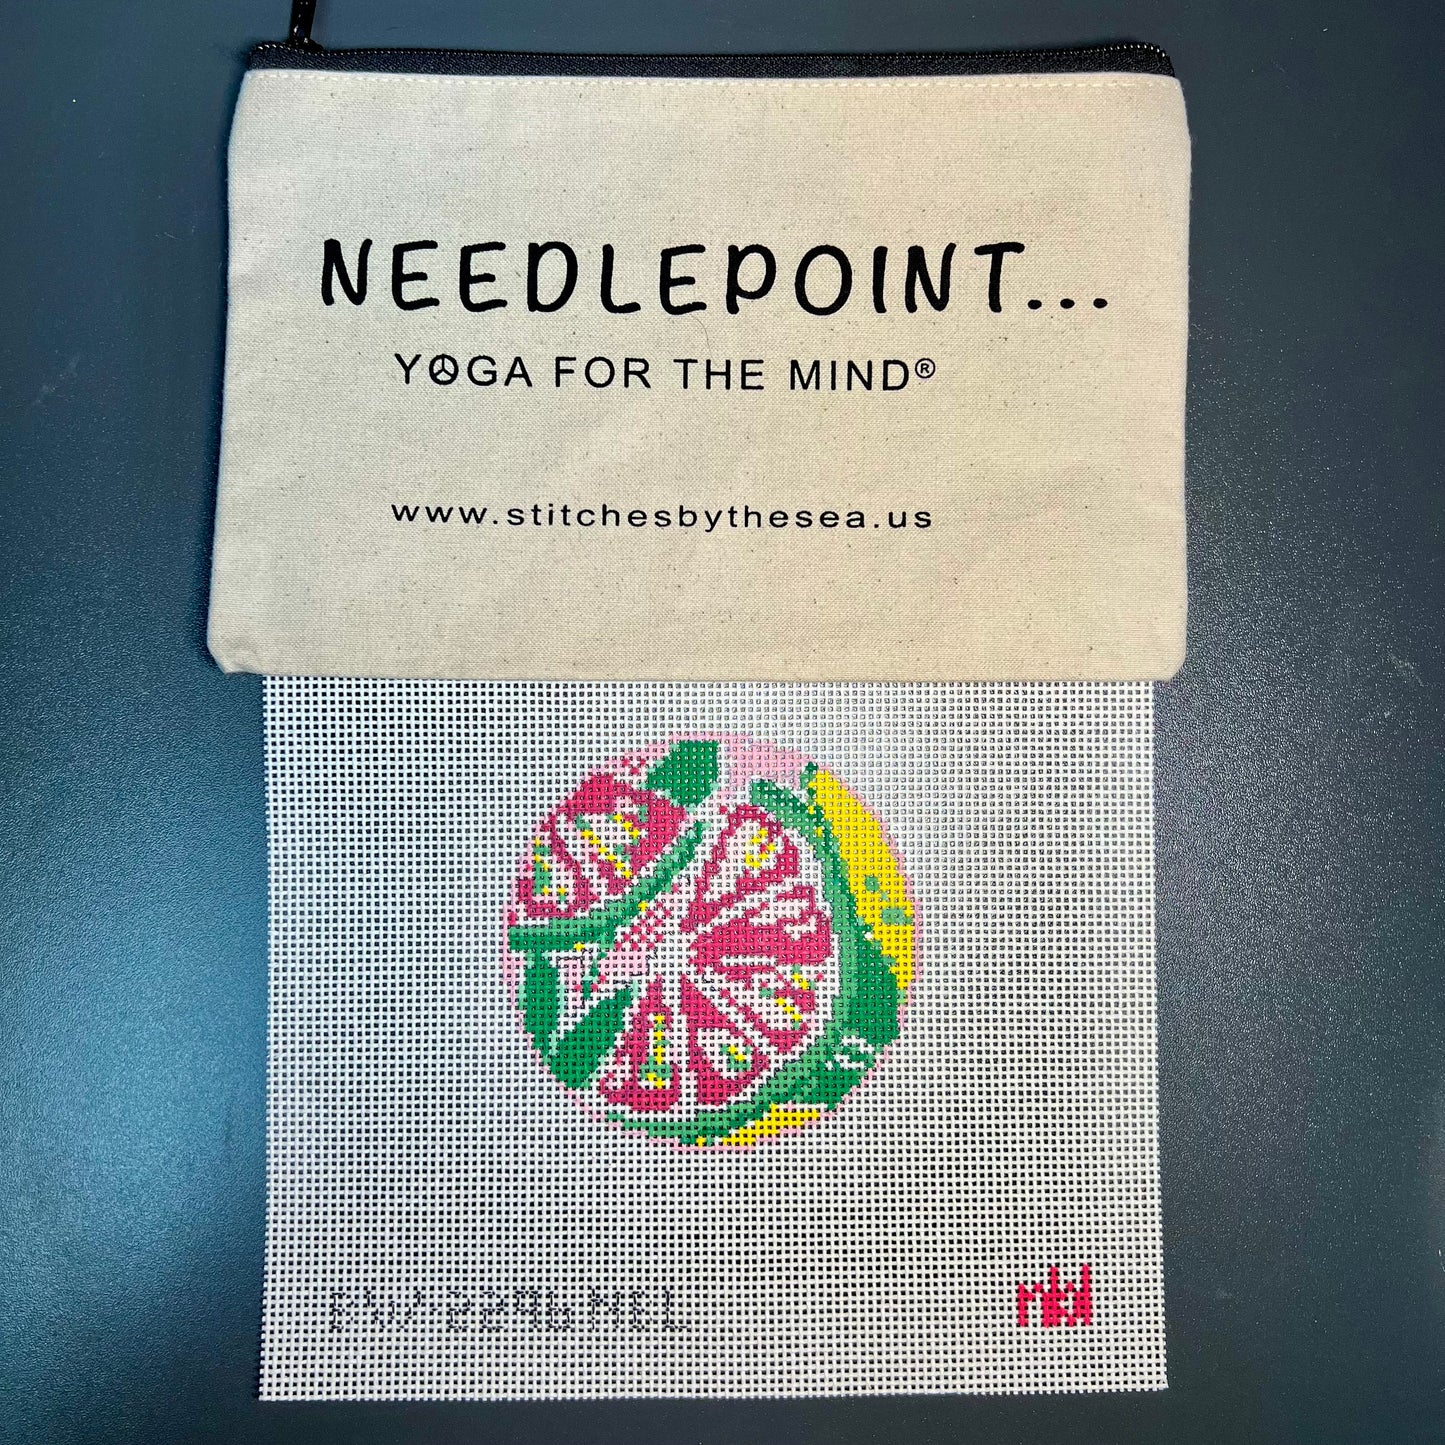 NEEDLEPOINT...
YOGA FOR THE MIND®
www.stitchesbythesea.us